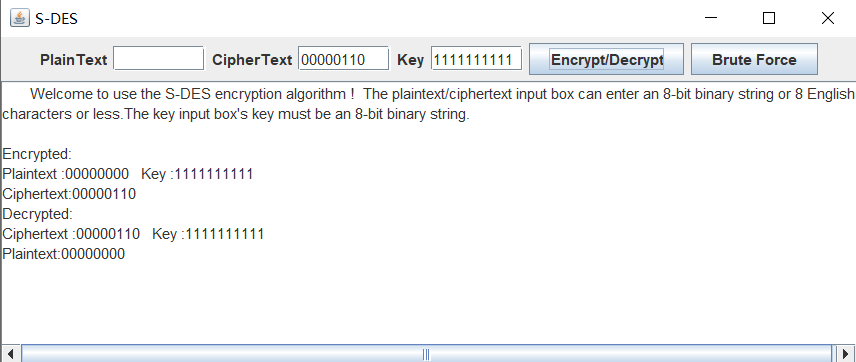 S-DES
PlainText CipherText 00000110 Key 1111111111 Encrypt/Decrypt Brute Force
Welcome to use the S-DES encryption algorithm！ The plaintext/ciphertext input box can enter an 8-bit binary string or 8 English
characters or less.The key input box's key must be an 8-bit binary string.
Encrypted:
Plaintext :00000000 Key :1111111111
Ciphertext:00000110
Decrypted:
Ciphertext :00000110 Key :1111111111
Plaintext:00000000